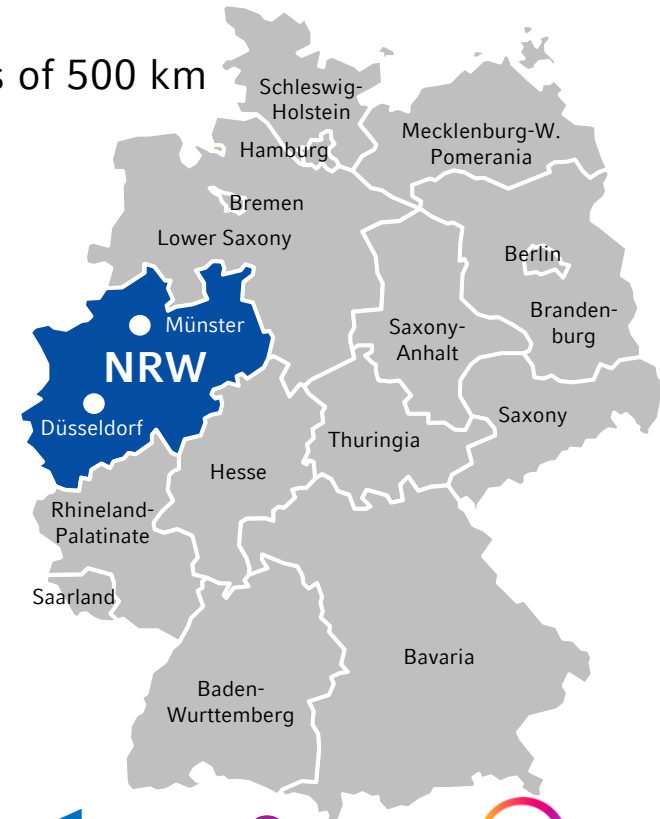 s of 500 km
Schleswig-
Holstein
Mecklenburg-W.
Pomerania
Hamburg
Bremen
Lower Saxony
Berlin
Branden-
burg
Münster
Saxony-
Anhalt
NRW
Düsseldorf
Saxony
Thuringia
Hesse
Rhineland-
Palatinate
Saarland
Bavaria
Baden-
Wurttemberg